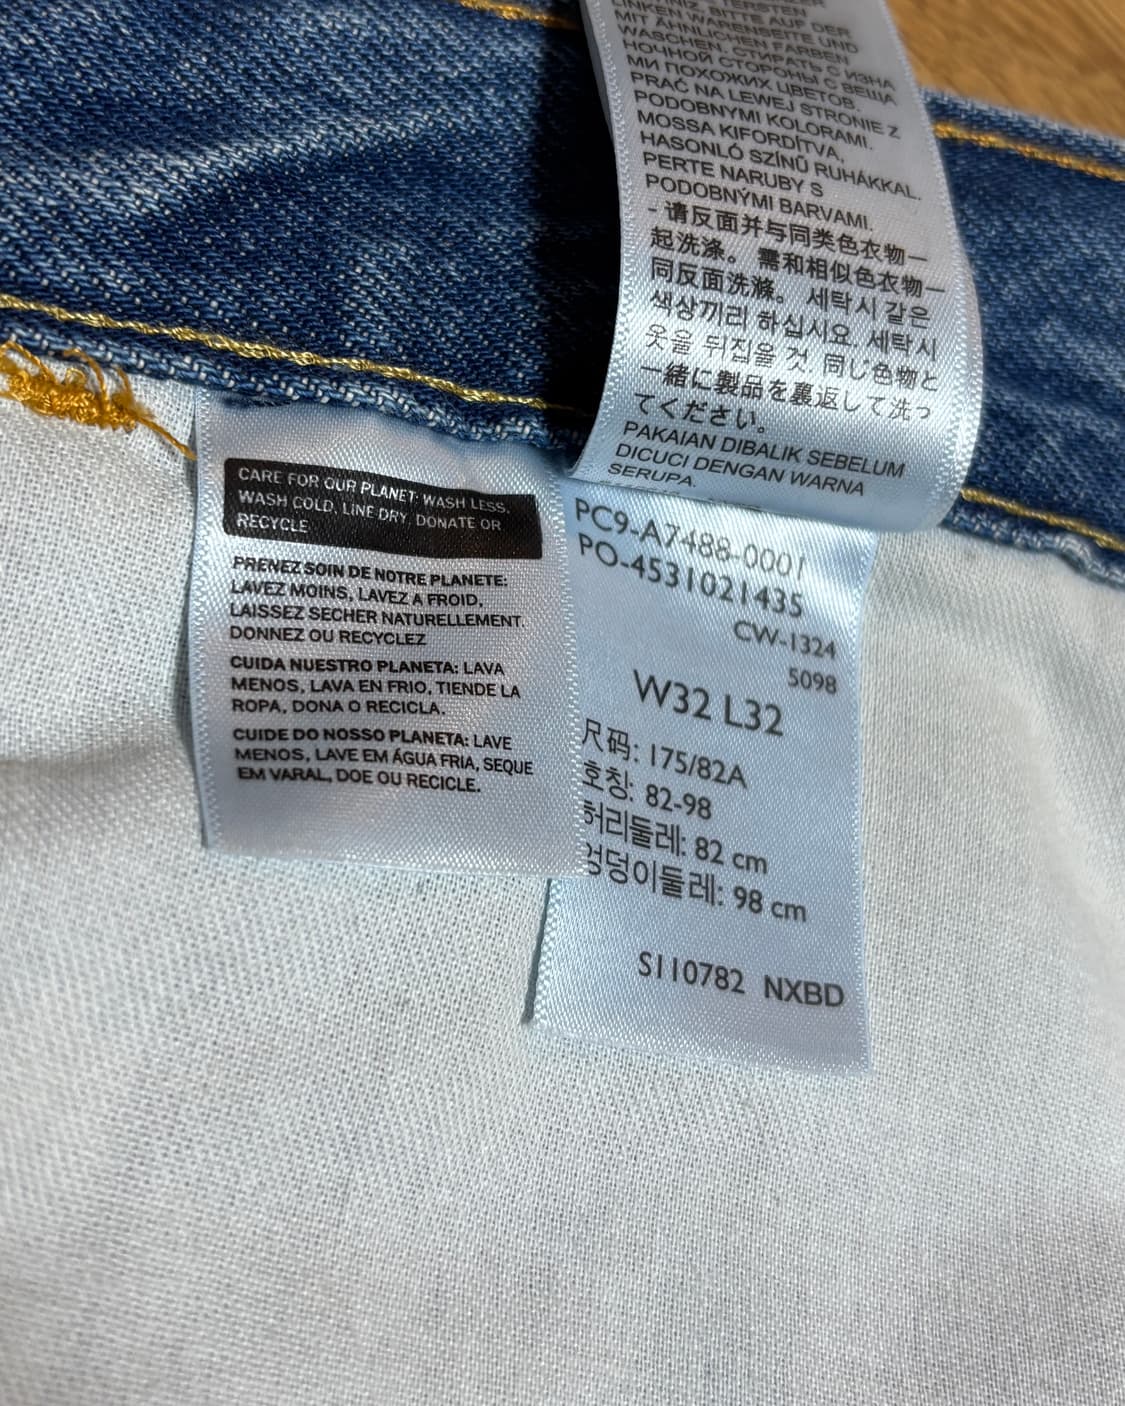 LINKEN WARENSEITE UND
MIT ÄHNLICHEN FARBEN
WASCHEN. СТИРАТЬ С ИЗНА
НОЧНОЙ СТОРОНЫ С ВЕЩА
МИ ПОХОЖИХ ЦВЕТОВ.
PRAĆ NA LEWEJ STRONIE Z
PODOBNYMI KOLORAMI.
MOSSA KIFORDÍTVA,
HASONLÓ SZÍNŰ RUHÁKKAL.
PERTE NARUBY S
PODOBNÝMI BARVAMI.
- 请反面并与同类色衣物一
起洗涤。 需和相似色衣物一
同反面洗滌。 세탁시 같은
색상끼리 하십시요. 세탁시
옷을 뒤집을 것. 同じ色物と
一緒に製品を裏返して洗っ
てください。
PAKAIAN DIBALIK SEBELUM
DICUCI DENGAN WARNA
SERUPA.
CARE FOR OUR PLANET: WASH LESS,
WASH COLD, LINE DRY, DONATE OR
RECYCLE
PRENEZ SOIN DE NOTRE PLANETE:
LAVEZ MOINS, LAVEZ A FROID,
LAISSEZ SECHER NATURELLEMENT.
DONNEZ OU RECYCLEZ
CUIDA NUESTRO PLANETA: LAVA
MENOS, LAVA EN FRIO, TIENDE LA
ROPA, DONA O RECICLA.
CUIDE DO NOSSO PLANETA: LAVE
MENOS, LAVE EM ÁGUA FRIA, SEQUE
EM VARAL, DOE OU RECICLE.
PC9-A7488-0001
PO-4531021435
CW-1324
5098
W32 L32
尺码: 175/82A
호칭: 82-98
허리둘레: 82 cm
엉덩이둘레: 98 cm
S110782 NXBD